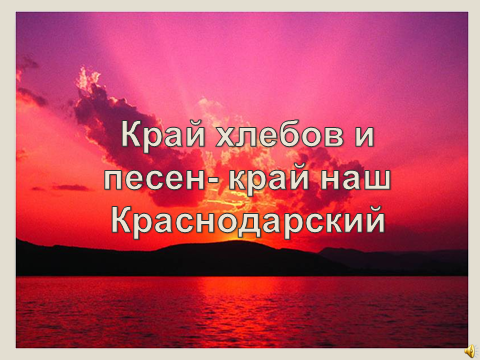 Край хлебов и
песен- край наш
Краснодарский